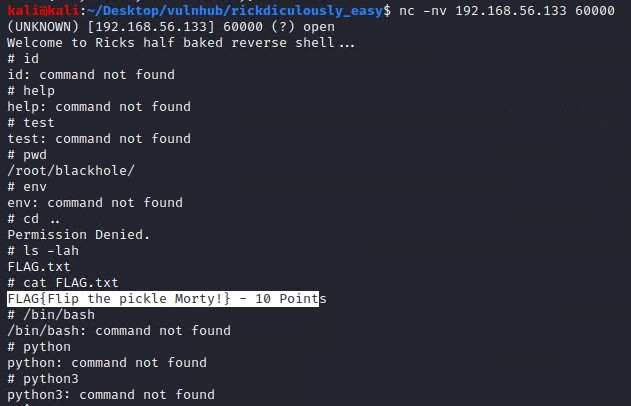 kali@kali:~/Desktop/vulnhub/rickdiculously_easy$ nc -nv 192.168.56.133 60000
(UNKNOWN) [192.168.56.133] 60000 (?) open
Welcome to Ricks half baked reverse shell...
# id
id: command not found
# help
help: command not found
# test
test: command not found
# pwd
/root/blackhole/
# env
env: command not found
# cd ..
Permission Denied.
# ls -lah
FLAG.txt
# cat FLAG.txt
FLAG{Flip the pickle Morty!} - 10 Points
# /bin/bash
/bin/bash: command not found
# python
python: command not found
# python3
python3: command not found